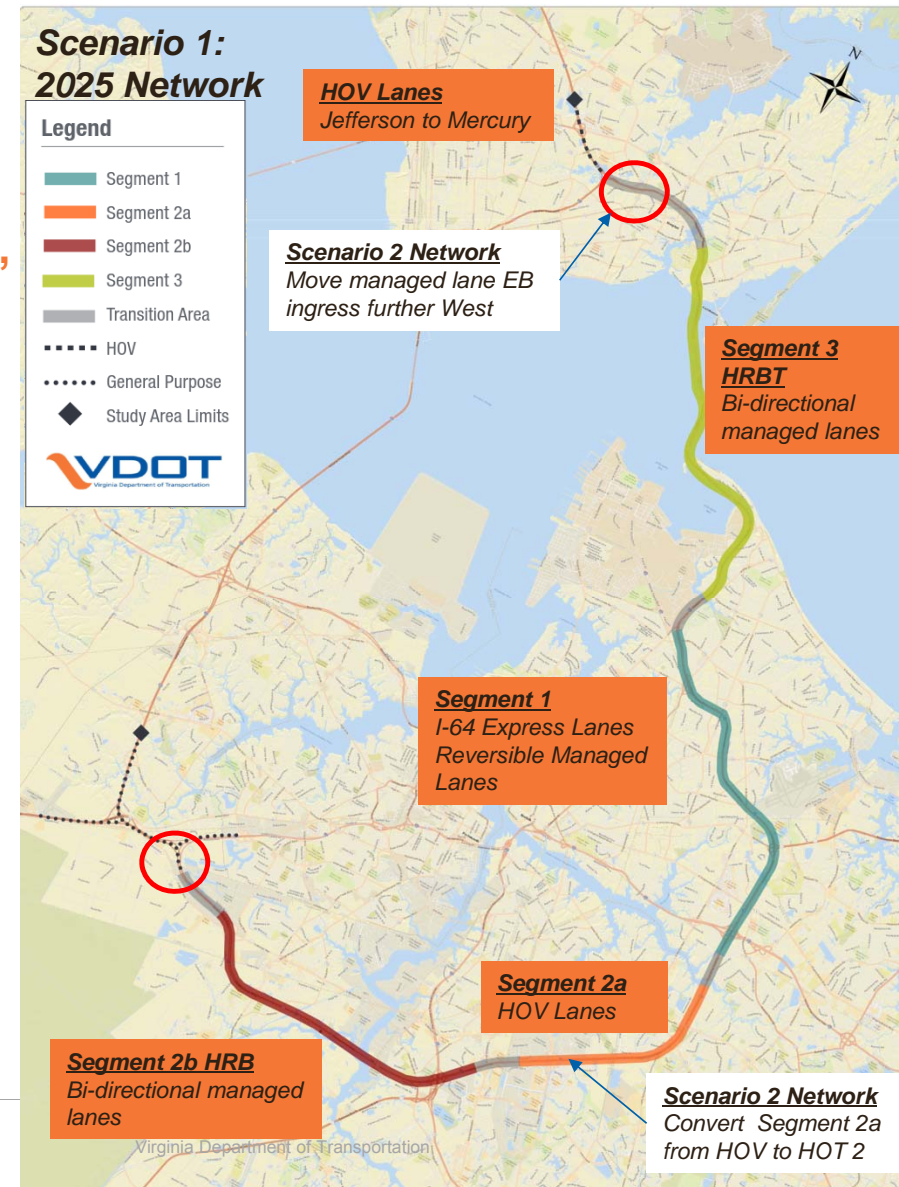 Scenario 1:
2025 Network
Legend
Segment 1
Segment 2a
Segment 2b
Segment 3
Transition Area
HOV
General Purpose
Study Area Limits
VDOT
Virginia Department of Transportation
,
HOV Lanes
Jefferson to Mercury
N
Scenario 2 Network
Move managed lane EB
ingress further West
Segment 3
HRBT
Bi-directional
managed lanes
Segment 1
I-64 Express Lanes
Reversible Managed
Lanes
Segment 2a
HOV Lanes
Segment 2b HRB
Bi-directional managed
lanes
Scenario 2 Network
Convert Segment 2a
from HOV to HOT 2
Virginia Department of Transportation